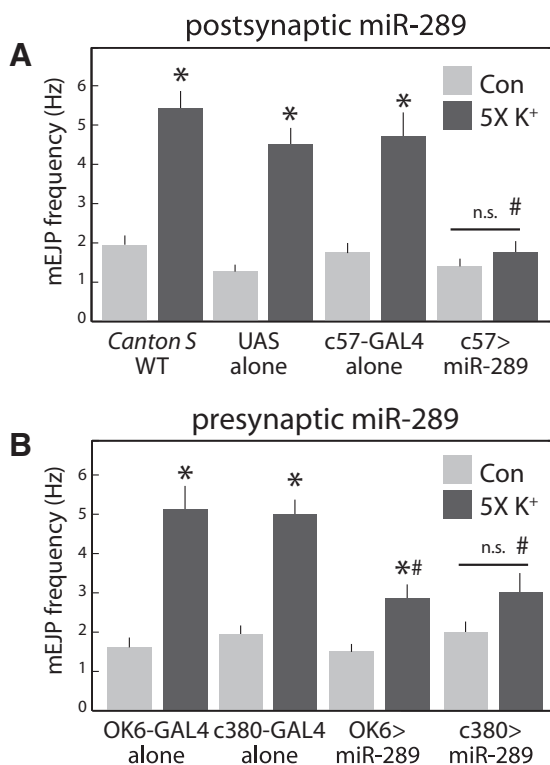 postsynaptic miR-289
A
mEJP frequency (Hz)
6
5
4
3
2
1
0
Con
5X K⁺
*
*
*
n.s. #
Canton S
WT
UAS
alone
c57-GAL4
alone
c57>
miR-289
presynaptic miR-289
B
mEJP frequency (Hz)
6
5
4
3
2
1
0
Con
5X K⁺
*
*
*#
n.s. #
OK6-GAL4
alone
c380-GAL4
alone
OK6>
miR-289
c380>
miR-289